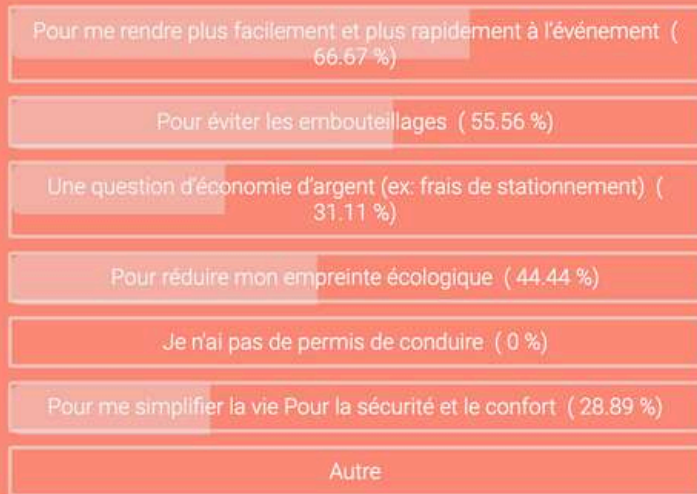 Pour me rendre plus facilement et plus rapidement à l'événement (
66.67 %)
Pour éviter les embouteillages ( 55.56 %)
Une question d'économie d'argent (ex: frais de stationnement) (
31.11 %)
Pour réduire mon empreinte écologique ( 44.44 %)
Je n'ai pas de permis de conduire ( 0 %)
Pour me simplifier la vie Pour la sécurité et le confort ( 28.89 %)
Autre